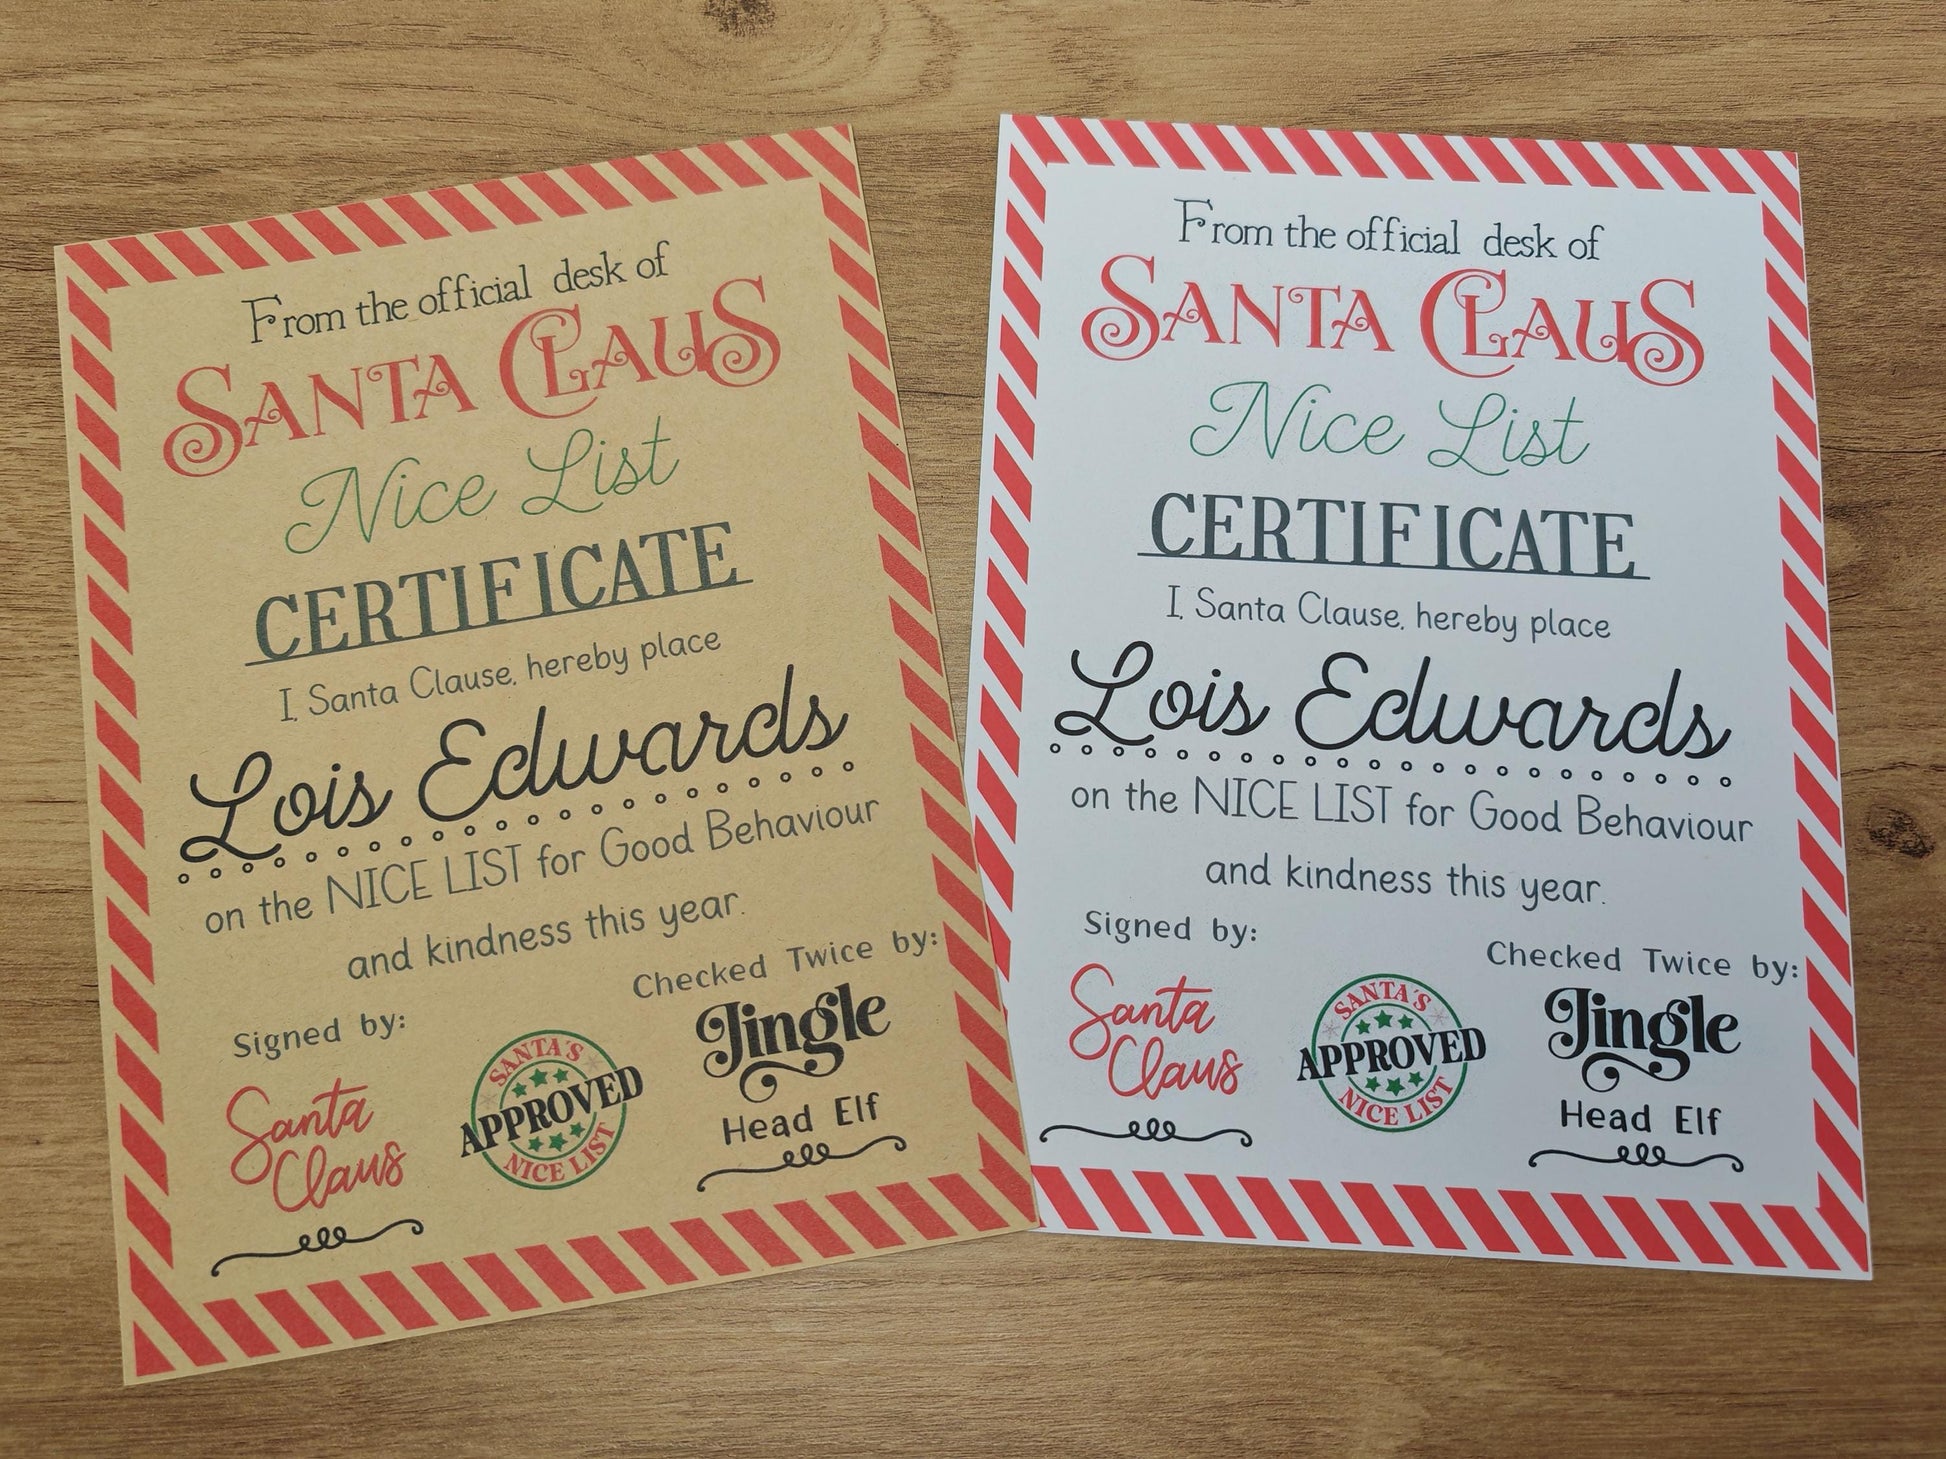 From the official desk of
SANTA CLAUS
Nice List
CERTIFICATE
I, Santa Clause, hereby place
Lois Edwards
on the NICE LIST for Good Behaviour
and kindness this year.
Signed by:
Checked Twice by:
Santa
Claus
SANTA'S
APPROVED
NICE LIST
Jingle
Head Elf
From the official desk of
SANTA CLAUS
Nice List
CERTIFICATE
I, Santa Clause, hereby place
Lois Edwards
on the NICE LIST for Good Behaviour
and kindness this year.
Signed by:
Checked Twice by:
Santa
Claus
SANTA'S
APPROVED
NICE LIST
Jingle
Head Elf